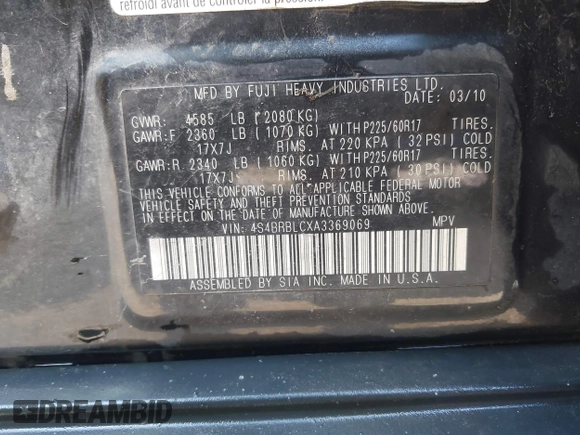 refroidi avant de contrôler la pression
MFD BY FUJI HEAVY INDUSTRIES LTD.
DATE: 03/10
GVWR: 4585 LB ( 2080 KG)
GAWR:F 2360 LB ( 1070 KG) WITH P225/60R17 TIRES.
17X7J RIMS. AT 220 KPA ( 32 PSI) COLD
GAWR:R 2340 LB ( 1060 KG) WITH P225/60R17 TIRES.
17X7J RIMS. AT 210 KPA ( 30 PSI) COLD
THIS VEHICLE CONFORMS TO ALL APPLICABLE FEDERAL MOTOR
VEHICLE SAFETY AND THEFT PREVENTION STANDARDS
IN EFFECT ON THE DATE OF MANUFACTURE SHOWN ABOVE.
VIN: 4S4BRBLCXA3369069 MPV
ASSEMBLED BY SIA INC. MADE IN U.S.A.
DREAMBID